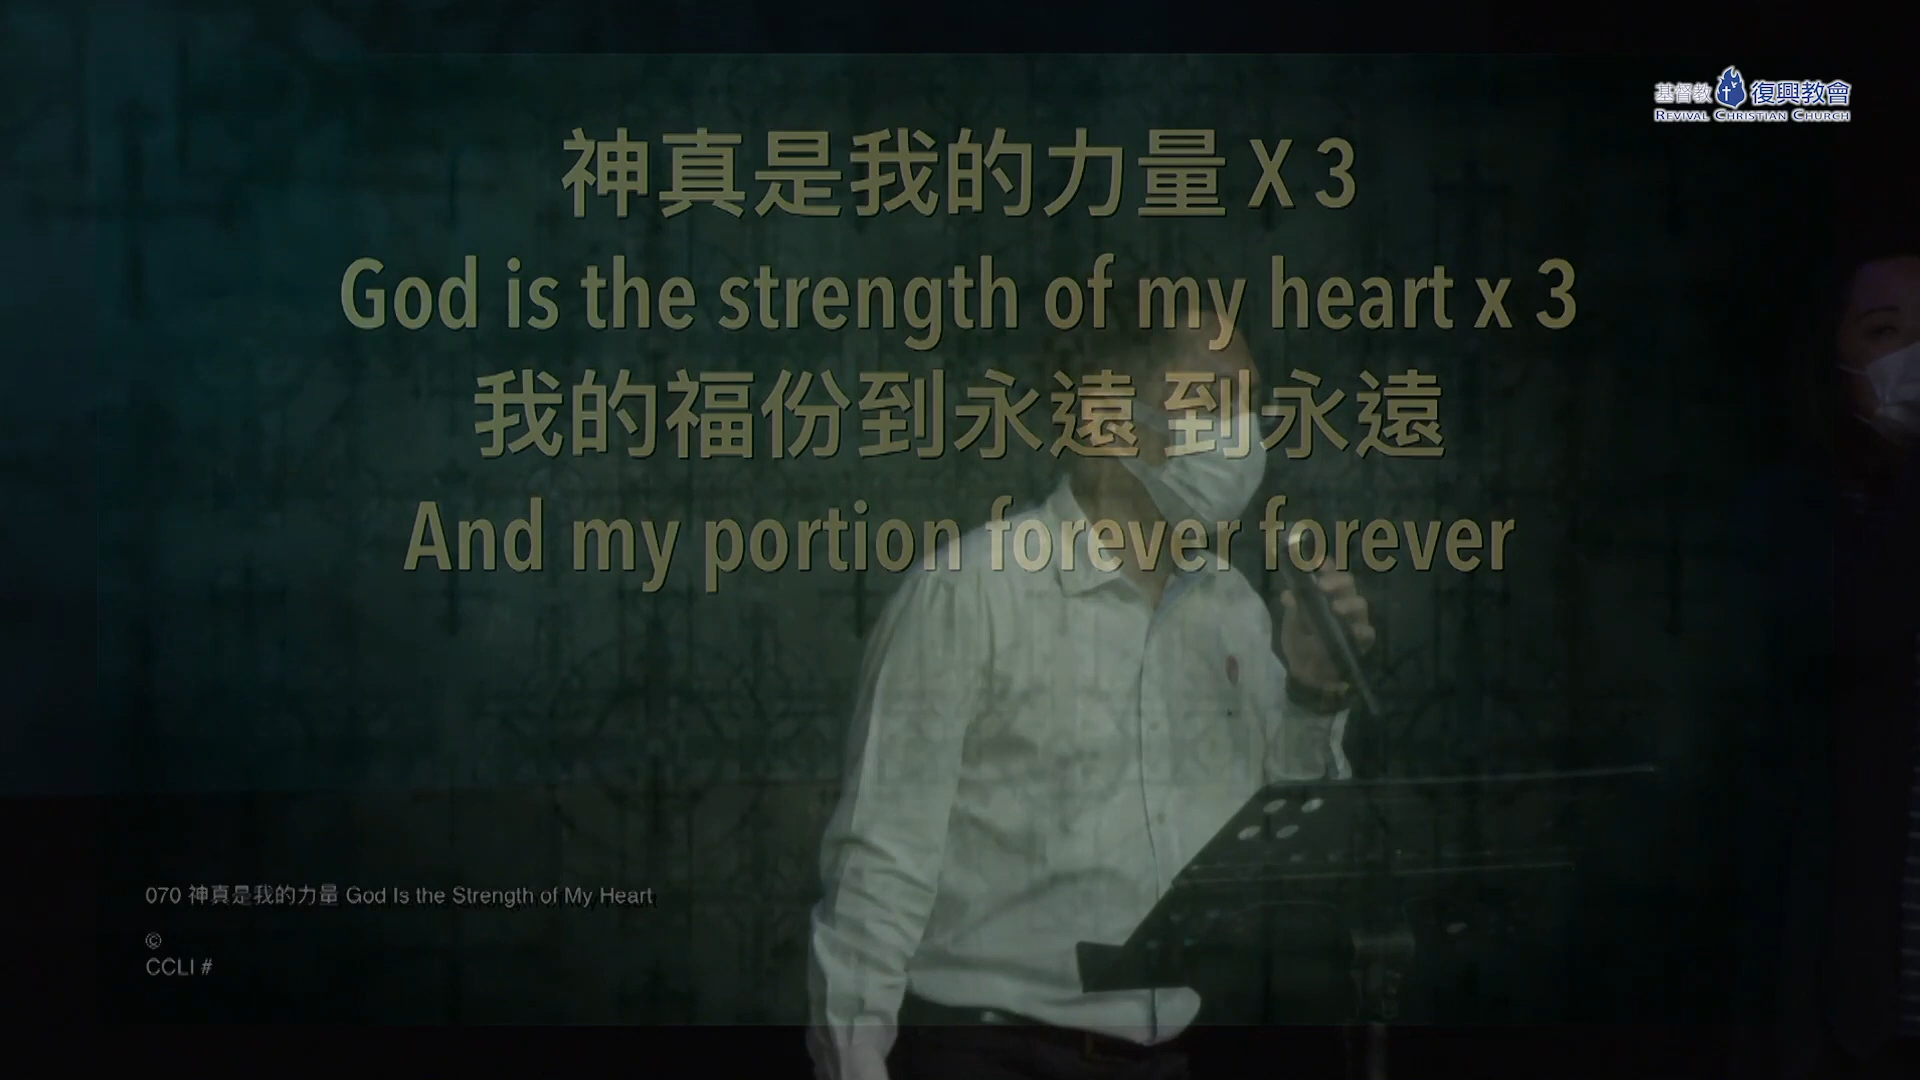 基督教 復興教會
REVIVAL CHRISTIAN CHURCH
神真是我的力量 X 3
God is the strength of my heart x 3
我的福份到永遠 到永遠
And my portion forever forever
070 神真是我的力量 God Is the Strength of My Heart
©
CCLI #